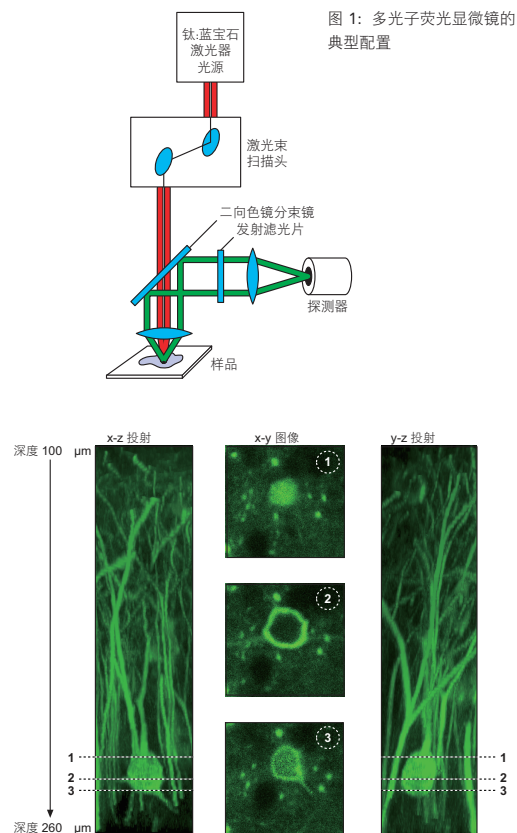 图 1：多光子荧光显微镜的
典型配置
钛:蓝宝石
激光器
光源
激光束
扫描头
二向色镜分束镜
发射滤光片
探测器
样品
x-z 投射
x-y 图像
y-z 投射
深度 100 μm
1
2
3
1
2
3
1
2
3
深度 260 μm